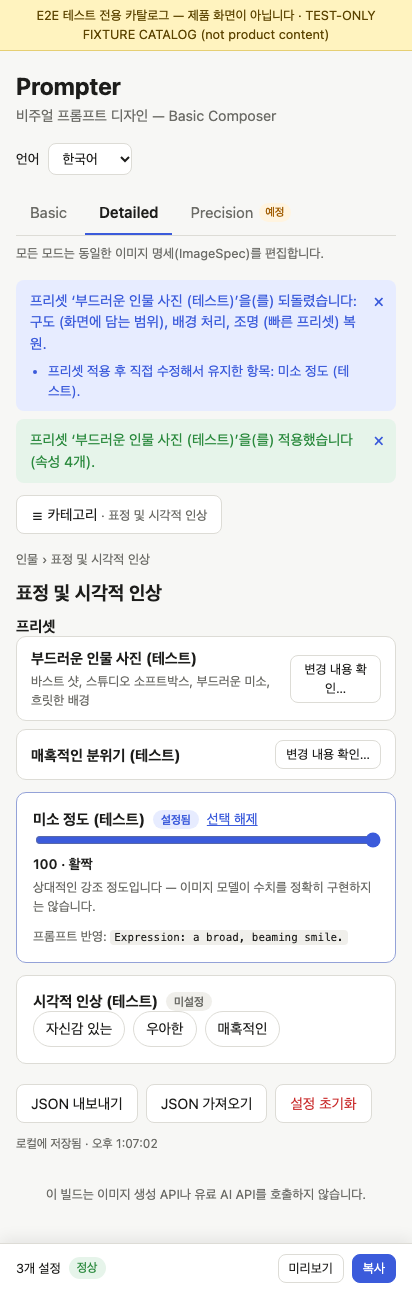 E2E 테스트 전용 카탈로그 — 제품 화면이 아닙니다 · TEST-ONLY
FIXTURE CATALOG (not product content)
Prompter
비주얼 프롬프트 디자인 — Basic Composer
언어 한국어
Basic Detailed Precision 예정
모든 모드는 동일한 이미지 명세(ImageSpec)를 편집합니다.
프리셋 ‘부드러운 인물 사진 (테스트)’을(를) 되돌렸습니다: ×
구도 (화면에 담는 범위), 배경 처리, 조명 (빠른 프리셋) 복
원.
• 프리셋 적용 후 직접 수정해서 유지한 항목: 미소 정도 (테
스트).
프리셋 ‘부드러운 인물 사진 (테스트)’을(를) 적용했습니다 ×
(속성 4개).
≡ 카테고리 · 표정 및 시각적 인상
인물 › 표정 및 시각적 인상
표정 및 시각적 인상
프리셋
부드러운 인물 사진 (테스트)
바스트 샷, 스튜디오 소프트박스, 부드러운 미소,
흐릿한 배경
변경 내용 확
인…
매혹적인 분위기 (테스트) 변경 내용 확인…
미소 정도 (테스트) 설정됨 선택 해제
100 · 활짝
상대적인 강조 정도입니다 — 이미지 모델이 수치를 정확히 구현하지
는 않습니다.
프롬프트 반영: Expression: a broad, beaming smile.
시각적 인상 (테스트) 미설정
자신감 있는 우아한 매혹적인
JSON 내보내기 JSON 가져오기 설정 초기화
로컬에 저장됨 · 오후 1:07:02
이 빌드는 이미지 생성 API나 유료 AI API를 호출하지 않습니다.
3개 설정 정상 미리보기 복사